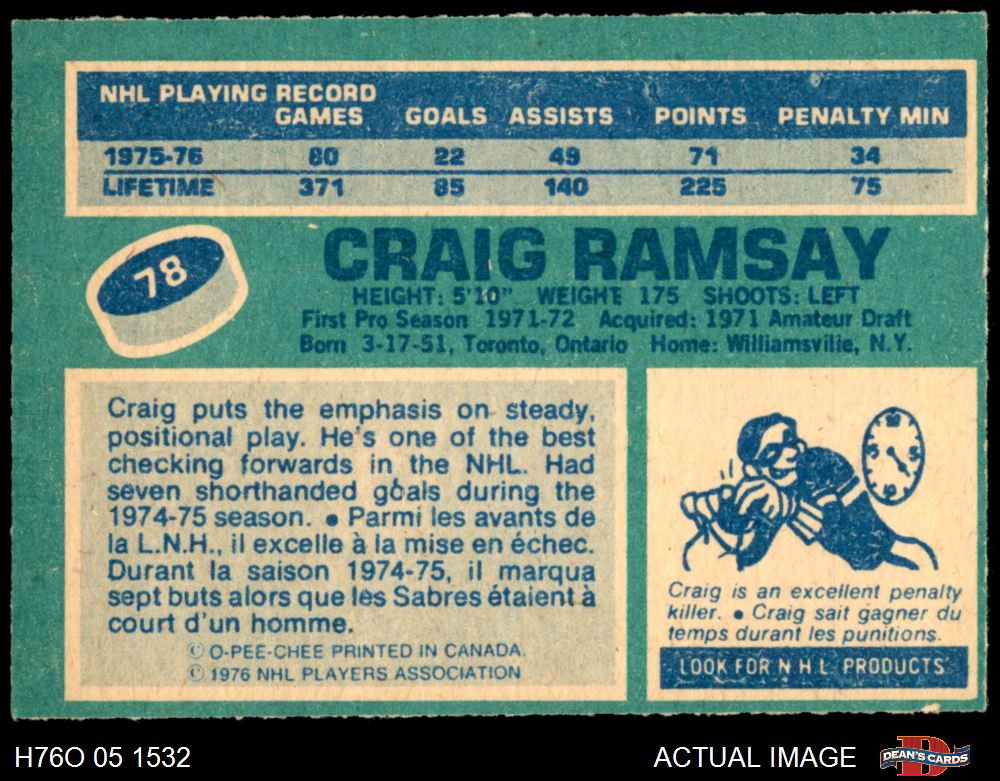 NHL PLAYING RECORD
GAMES GOALS ASSISTS POINTS PENALTY MIN
1975-76 80 22 49 71 34
LIFETIME 371 85 140 225 75
78
CRAIG RAMSAY
HEIGHT: 5'10" WEIGHT 175 SHOOTS: LEFT
First Pro Season 1971-72 Acquired: 1971 Amateur Draft
Born 3-17-51, Toronto, Ontario Home: Williamsville, N.Y.
Craig puts the emphasis on steady,
positional play. He's one of the best
checking forwards in the NHL. Had
seven shorthanded goals during the
1974-75 season. • Parmi les avants de
la L.N.H., il excelle à la mise en échec.
Durant la saison 1974-75, il marqua
sept buts alors que les Sabres étaient à
court d'un homme.
© O-PEE-CHEE PRINTED IN CANADA.
© 1976 NHL PLAYERS ASSOCIATION
Craig is an excellent penalty
killer. • Craig sait gagner du
temps durant les punitions.
LOOK FOR N H L PRODUCTS
H76O 05 1532
ACTUAL IMAGE
DEAN'S CARDS